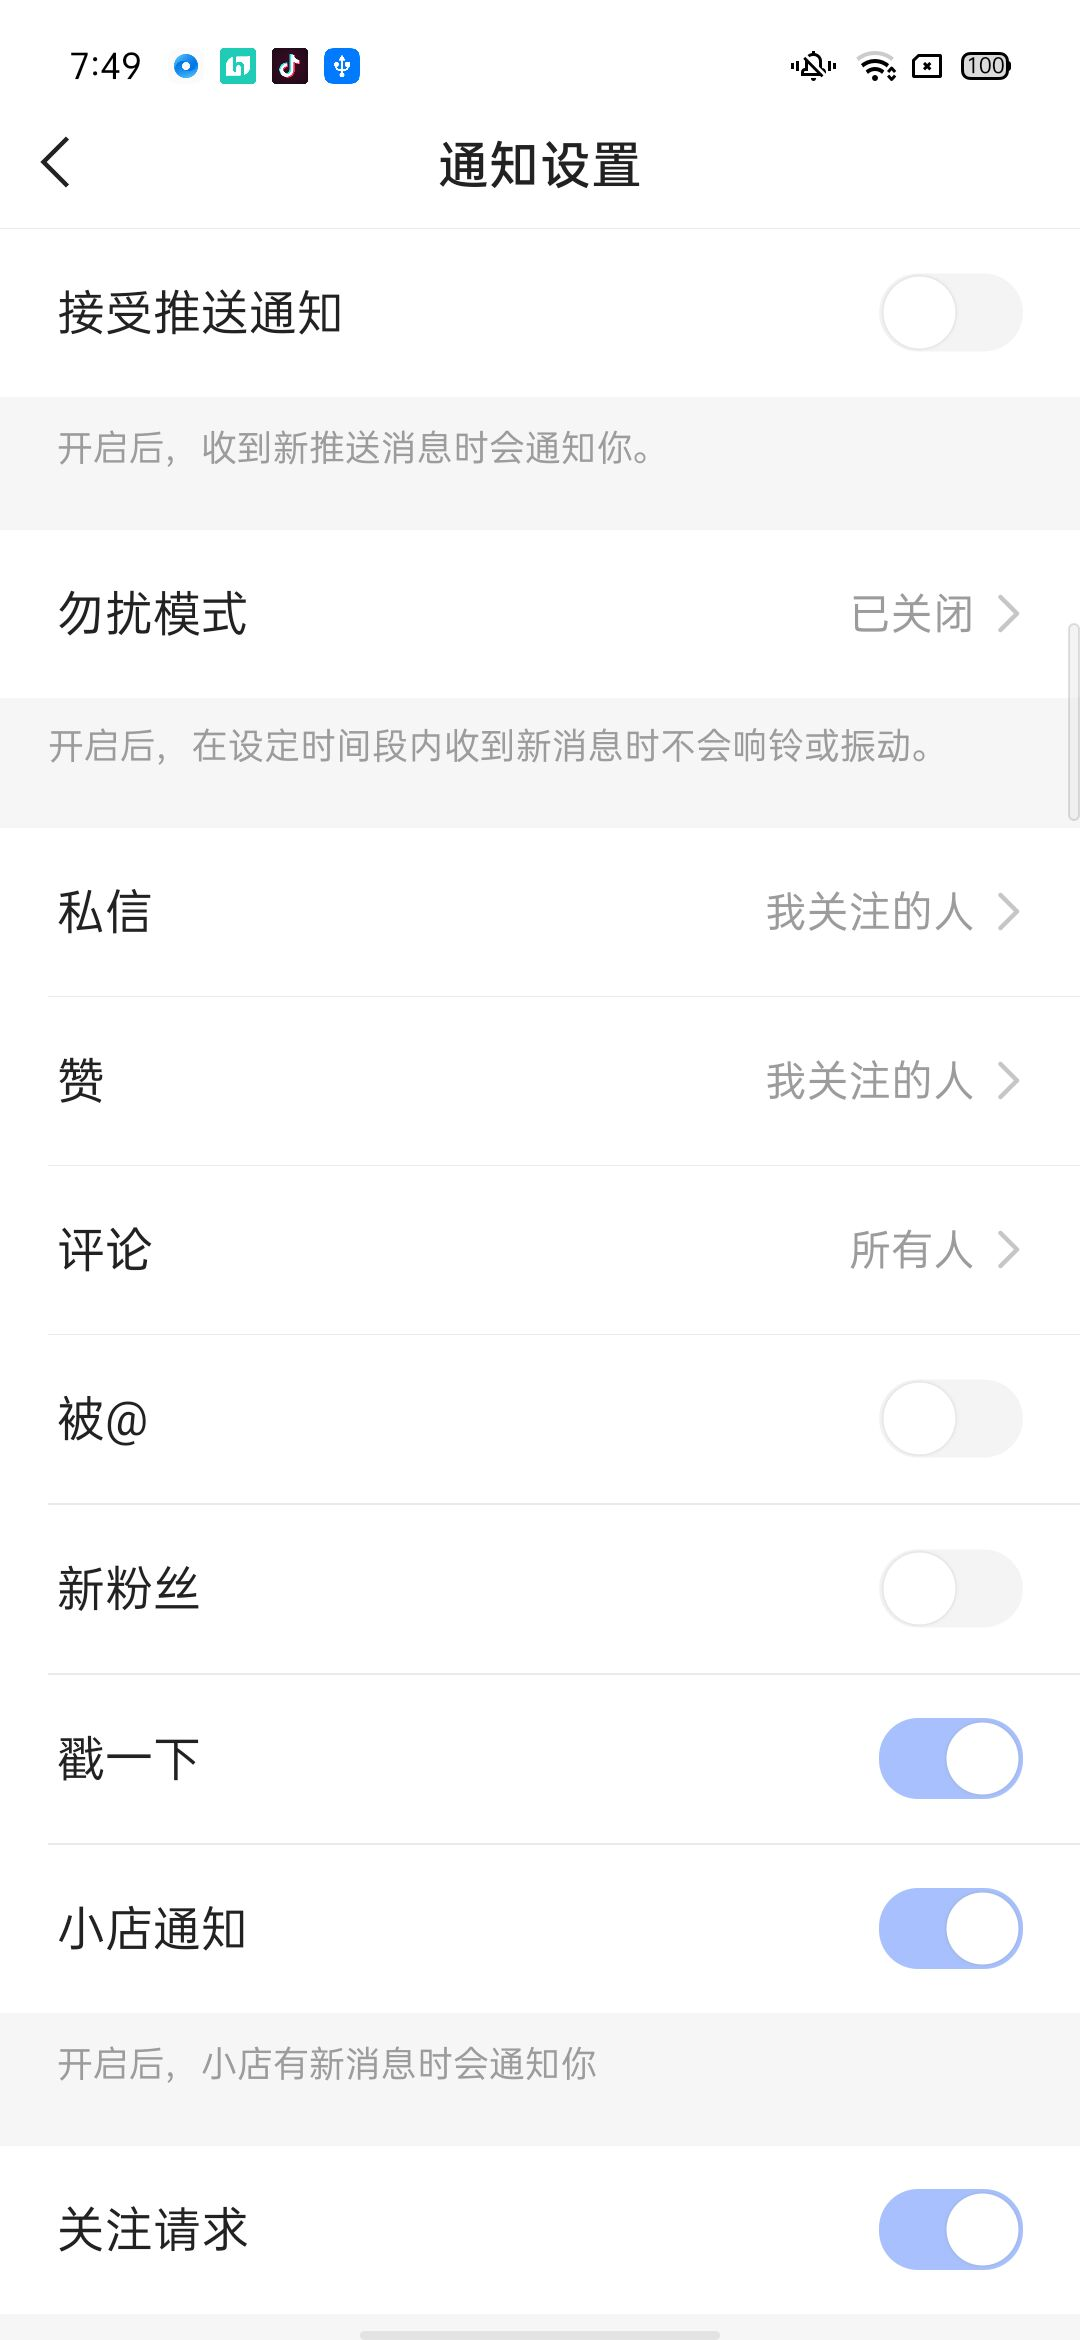 7:49
100
通知设置
接受推送通知
开启后，收到新推送消息时会通知你。
勿扰模式
已关闭
开启后，在设定时间段内收到新消息时不会响铃或振动。
私信
我关注的人
赞
我关注的人
评论
所有人
被@
新粉丝
戳一下
小店通知
开启后，小店有新消息时会通知你
关注请求